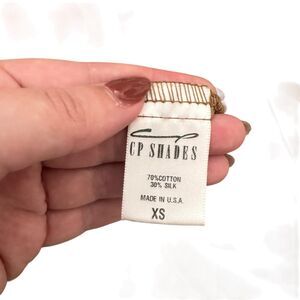 CP SHADES
70%COTTON
30% SILK
MADE IN U.S.A.
XS